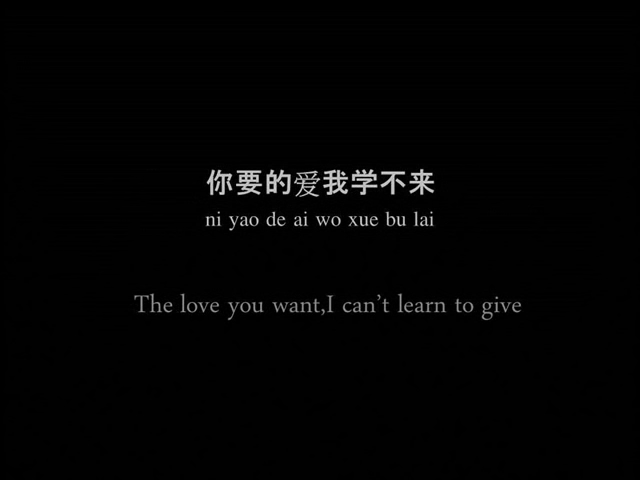 你要的爱我学不来
ni yao de ai wo xue bu lai
The love you want,I can't learn to give